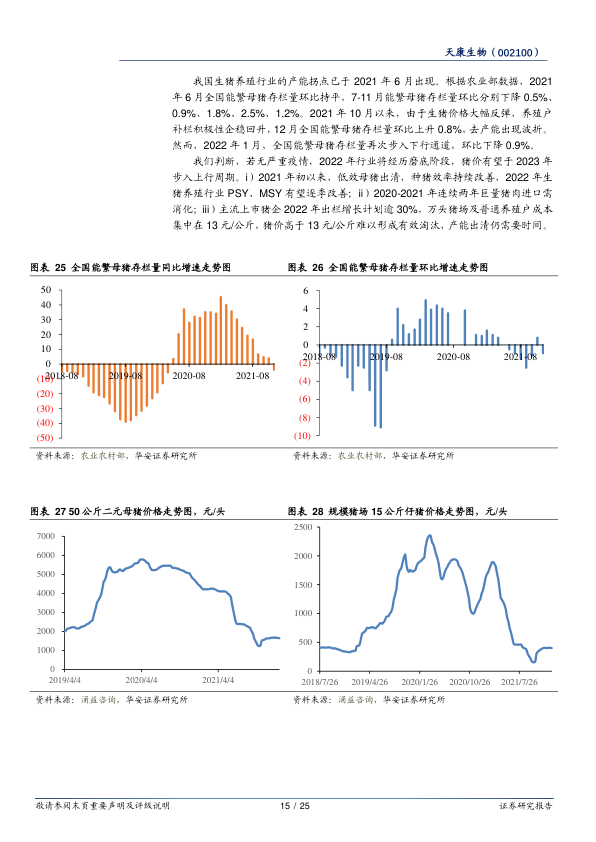 天康生物（002100）
我国生猪养殖行业的产能拐点已于 2021 年 6 月出现。根据农业部数据，2021
年 6 月全国能繁母猪存栏量环比持平，7-11 月能繁母猪存栏量环比分别下降 0.5%、
0.9%、1.8%、2.5%、1.2%。2021 年 10 月以来，由于生猪价格大幅反弹，养殖户
补栏积极性企稳回升，12 月全国能繁母猪存栏量环比上升 0.8%，去产能出现波折。
然而，2022 年 1 月，全国能繁母猪存栏量再次步入下行通道，环比下降 0.9%。
我们判断，若无严重疫情，2022 年行业将经历磨底阶段，猪价有望于 2023 年
步入上行周期。i）2021 年初以来，低效母猪出清，种猪效率持续改善，2022 年生
猪养殖行业 PSY、MSY 有望逐季改善；ii）2020-2021 年连续两年巨量猪肉进口需
消化；iii）主流上市猪企 2022 年出栏增长计划逾 30%，万头猪场及普通养殖户成本
集中在 13 元/公斤，猪价高于 13 元/公斤难以形成有效淘汰，产能出清仍需要时间。
图表 25 全国能繁母猪存栏量同比增速走势图
50
40
30
20
10
0
(10)
(20)
(30)
(40)
(50)
2018-08 2019-08 2020-08 2021-08
资料来源：农业农村部，华安证券研究所
图表 26 全国能繁母猪存栏量环比增速走势图
6
4
2
0
(2)
(4)
(6)
(8)
(10)
2018-08 2019-08 2020-08 2021-08
资料来源：农业农村部，华安证券研究所
图表 27 50 公斤二元母猪价格走势图，元/头
7000
6000
5000
4000
3000
2000
1000
0
2019/4/4 2020/4/4 2021/4/4
资料来源：涌益咨询，华安证券研究所
图表 28 规模猪场 15 公斤仔猪价格走势图，元/头
2500
2000
1500
1000
500
0
2018/7/26 2019/4/26 2020/1/26 2020/10/26 2021/7/26
资料来源：涌益咨询，华安证券研究所
敬请参阅末页重要声明及评级说明 15 / 25 证券研究报告